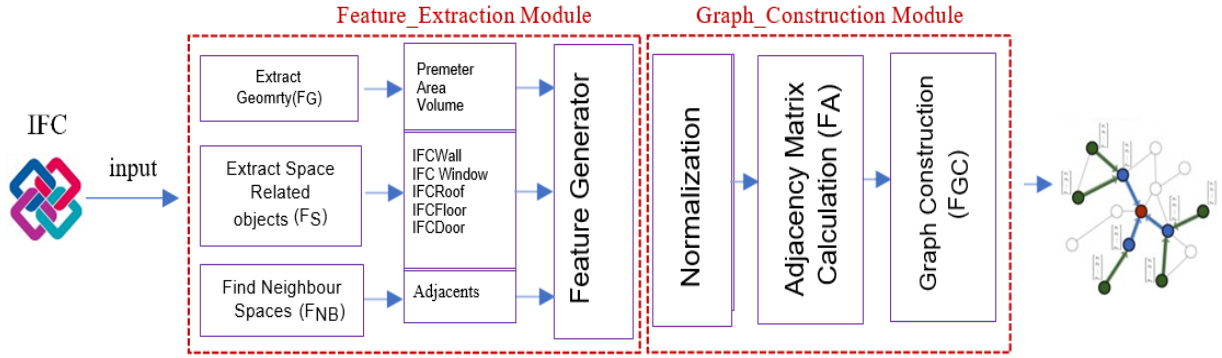 Feature_Extraction Module
Graph_Construction Module
IFC
input
Extract
Geomrty(FG)
Premeter
Area
Volume
Extract Space
Related
objects (FS)
IFCWall
IFC Window
IFCRoof
IFCFloor
IFCDoor
Find Neighbour
Spaces (FNB)
Adjacents
Feature Generator
Normalization
Adjacency Matrix
Calculation (FA)
Graph Construction
(FGC)